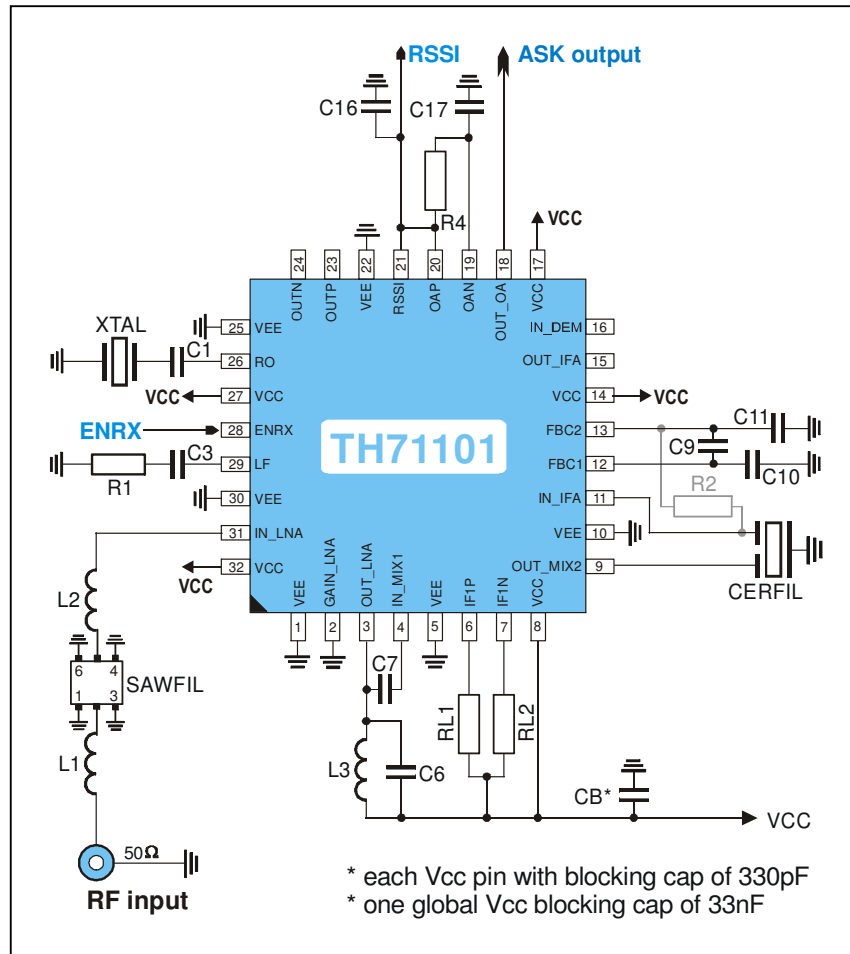 RSSI ASK output
C16 C17
R4
VCC
24 23 22 21 20 19 18 17
OUTN OUTP VEE RSSI OAP OAN OUT_OA VCC
XTAL
C1
25 VEE
26 RO
VCC 27 VCC
ENRX 28 ENRX
C3
29 LF
R1
30 VEE
31 IN_LNA
VCC 32 VCC
TH71101
IN_DEM 16
OUT_IFA 15
VCC 14 VCC
C11
FBC2 13
C9
FBC1 12
C10
R2
IN_IFA 11
VEE 10
OUT_MIX2 9
CERFIL
VEE GAIN_LNA OUT_LNA IN_MIX1 VEE IF1P IF1N VCC
1 2 3 4 5 6 7 8
L2
6 4
1 3
SAWFIL
L1
C7
RL1 RL2
L3 C6
CB*
VCC
50Ω
RF input
* each Vcc pin with blocking cap of 330pF
* one global Vcc blocking cap of 33nF